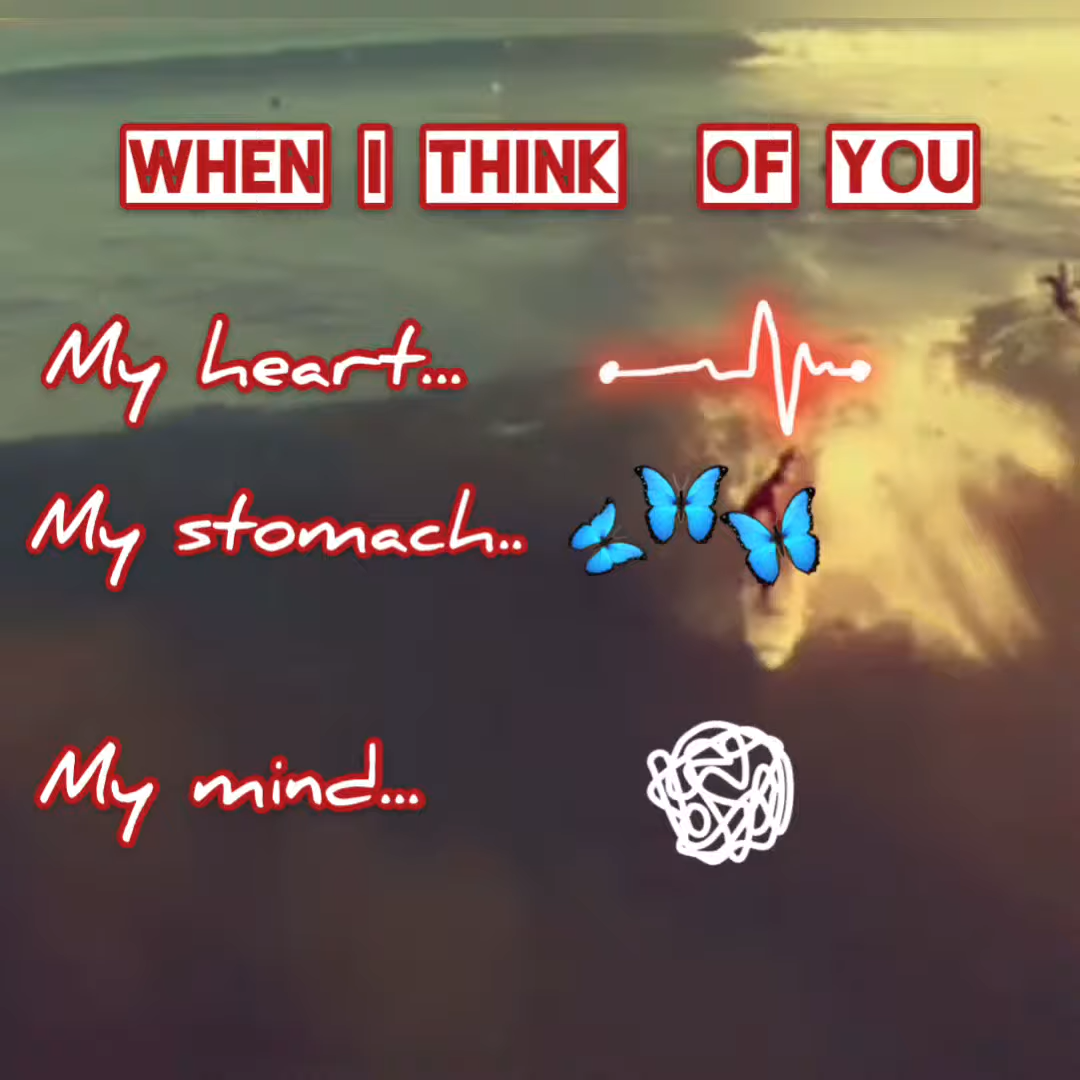 WHEN I THINK OF YOU
My heart...
My stomach..
My mind...